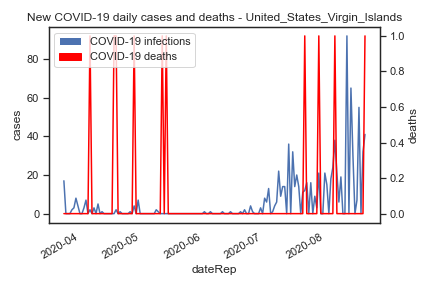 New COVID-19 daily cases and deaths - United_States_Virgin_Islands
COVID-19 infections
COVID-19 deaths
80
60
40
20
0
cases
1.0
0.8
0.6
0.4
0.2
0.0
deaths
2020-04
2020-05
2020-06
2020-07
2020-08
dateRep